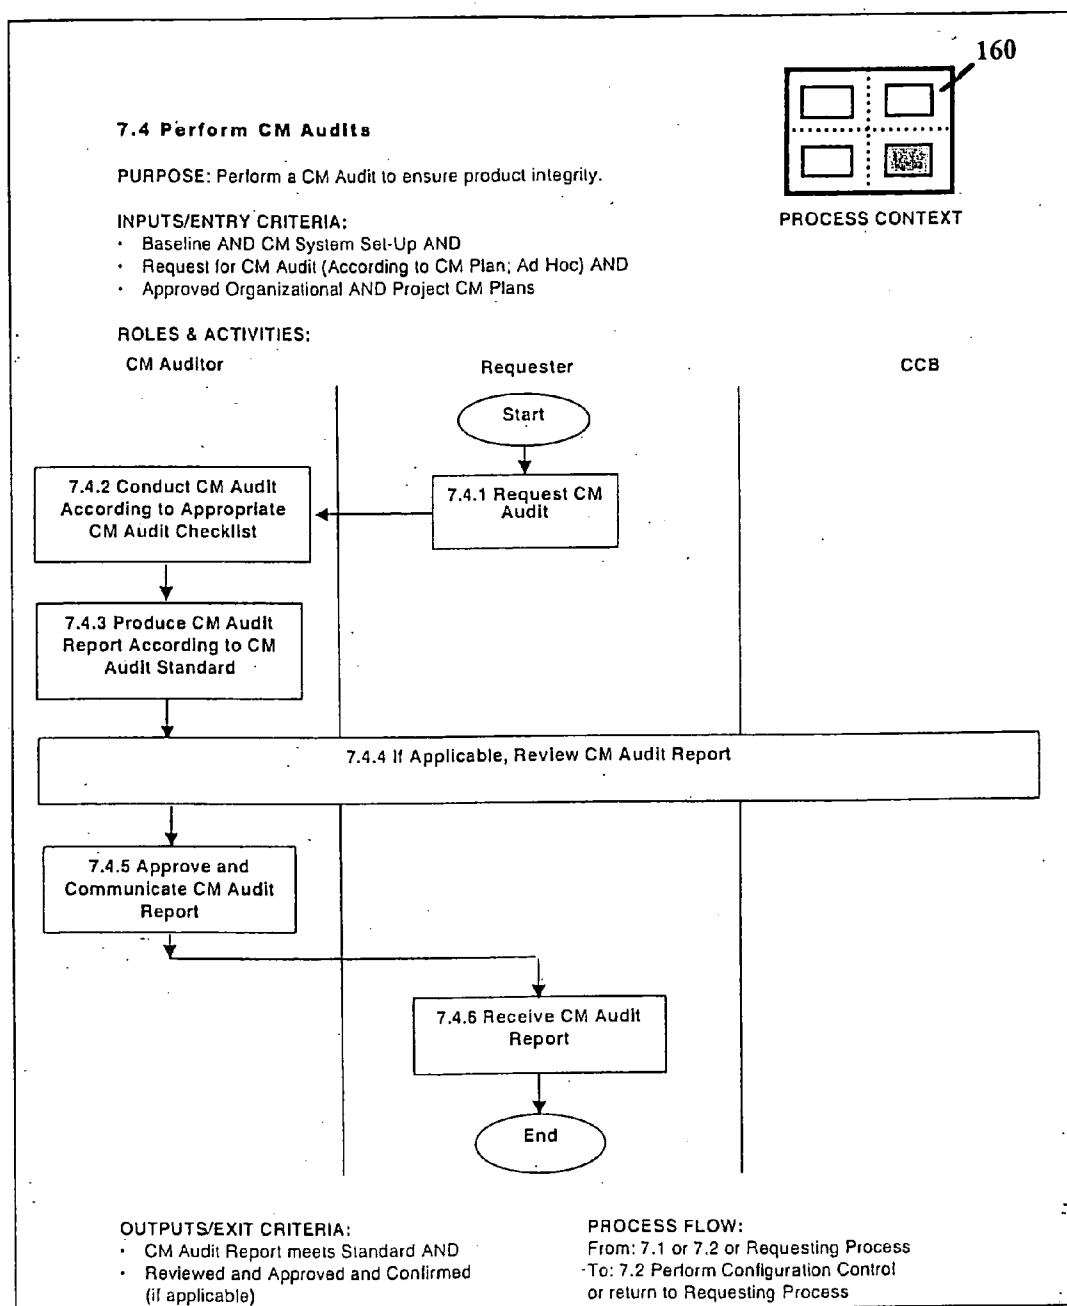 160
7.4 Perform CM Audits
PURPOSE: Perform a CM Audit to ensure product integrity.
PROCESS CONTEXT
INPUTS/ENTRY CRITERIA:
· Baseline AND CM System Set-Up AND
· Request for CM Audit (According to CM Plan; Ad Hoc) AND
· Approved Organizational AND Project CM Plans
ROLES & ACTIVITIES:
CM Auditor
Requester
CCB
Start
7.4.1 Request CM
Audit
7.4.2 Conduct CM Audit
According to Appropriate
CM Audit Checklist
7.4.3 Produce CM Audit
Report According to CM
Audit Standard
7.4.4 If Applicable, Review CM Audit Report
7.4.5 Approve and
Communicate CM Audit
Report
7.4.6 Receive CM Audit
Report
End
OUTPUTS/EXIT CRITERIA:
· CM Audit Report meets Standard AND
· Reviewed and Approved and Confirmed
(if applicable)
PROCESS FLOW:
From: 7.1 or 7.2 or Requesting Process
To: 7.2 Perform Configuration Control
or return to Requesting Process